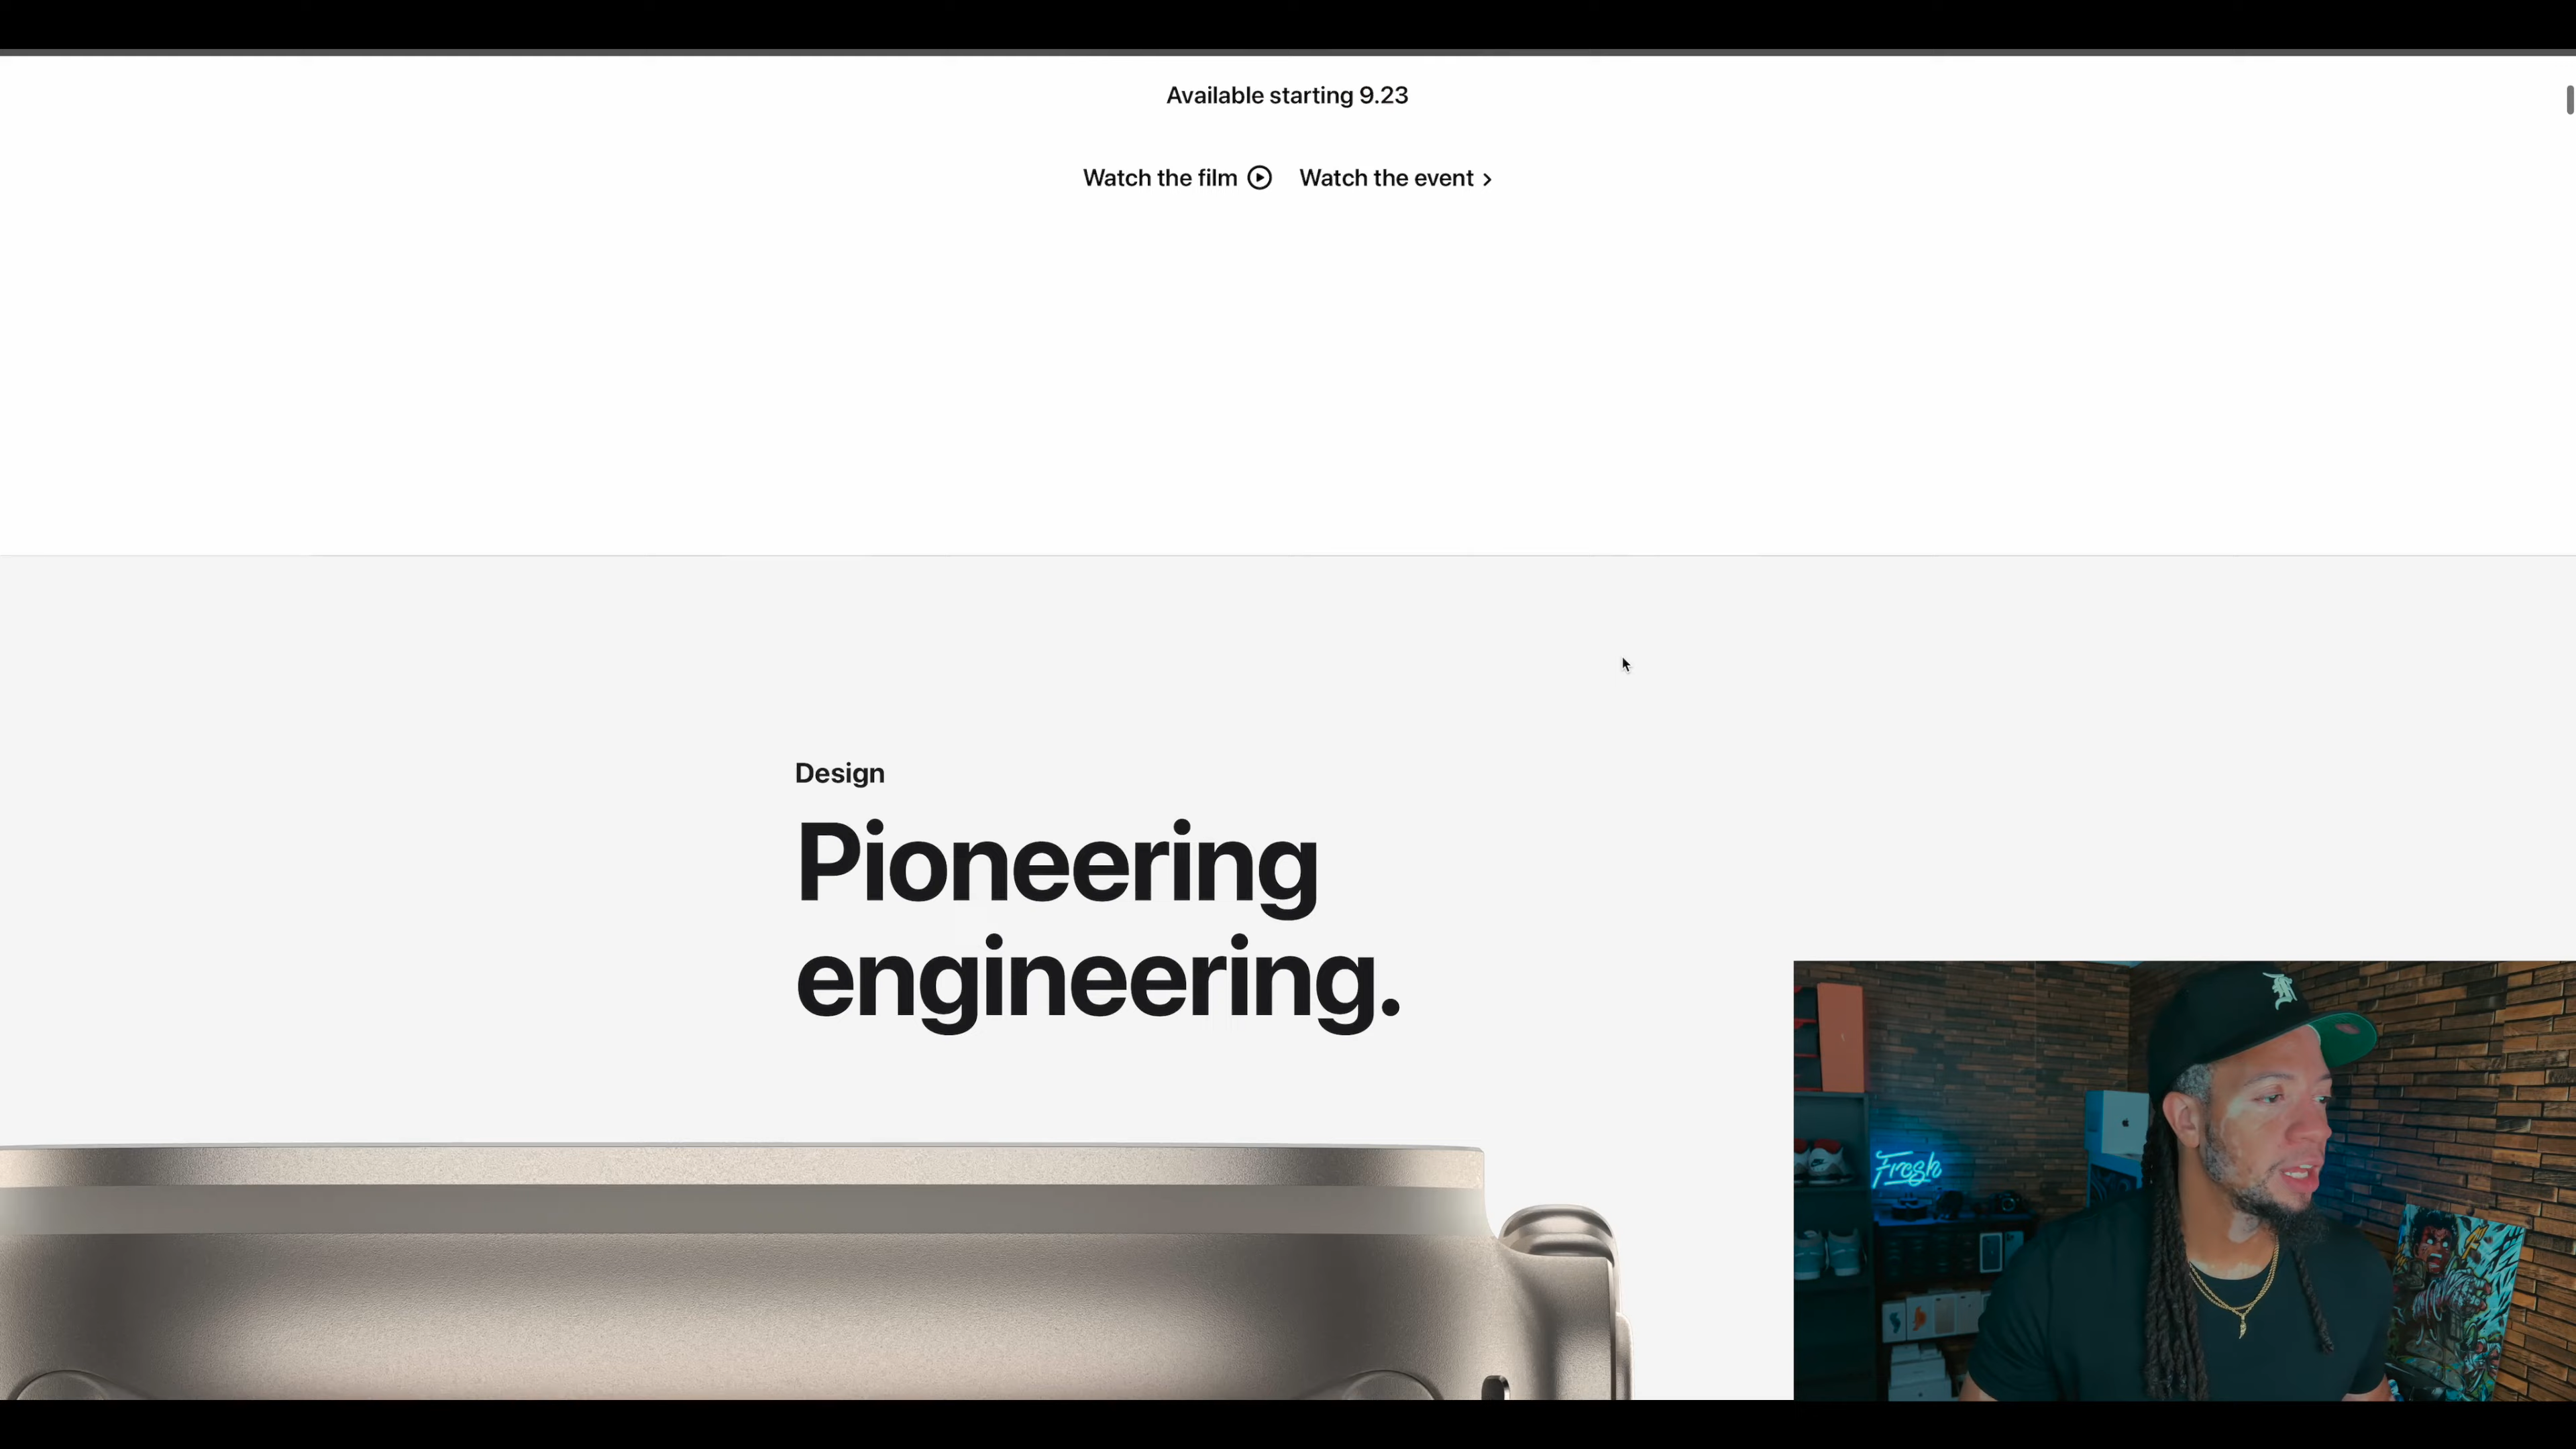 Available starting 9.23
Watch the film
Watch the event
Design
Pioneering
engineering.
Fresh